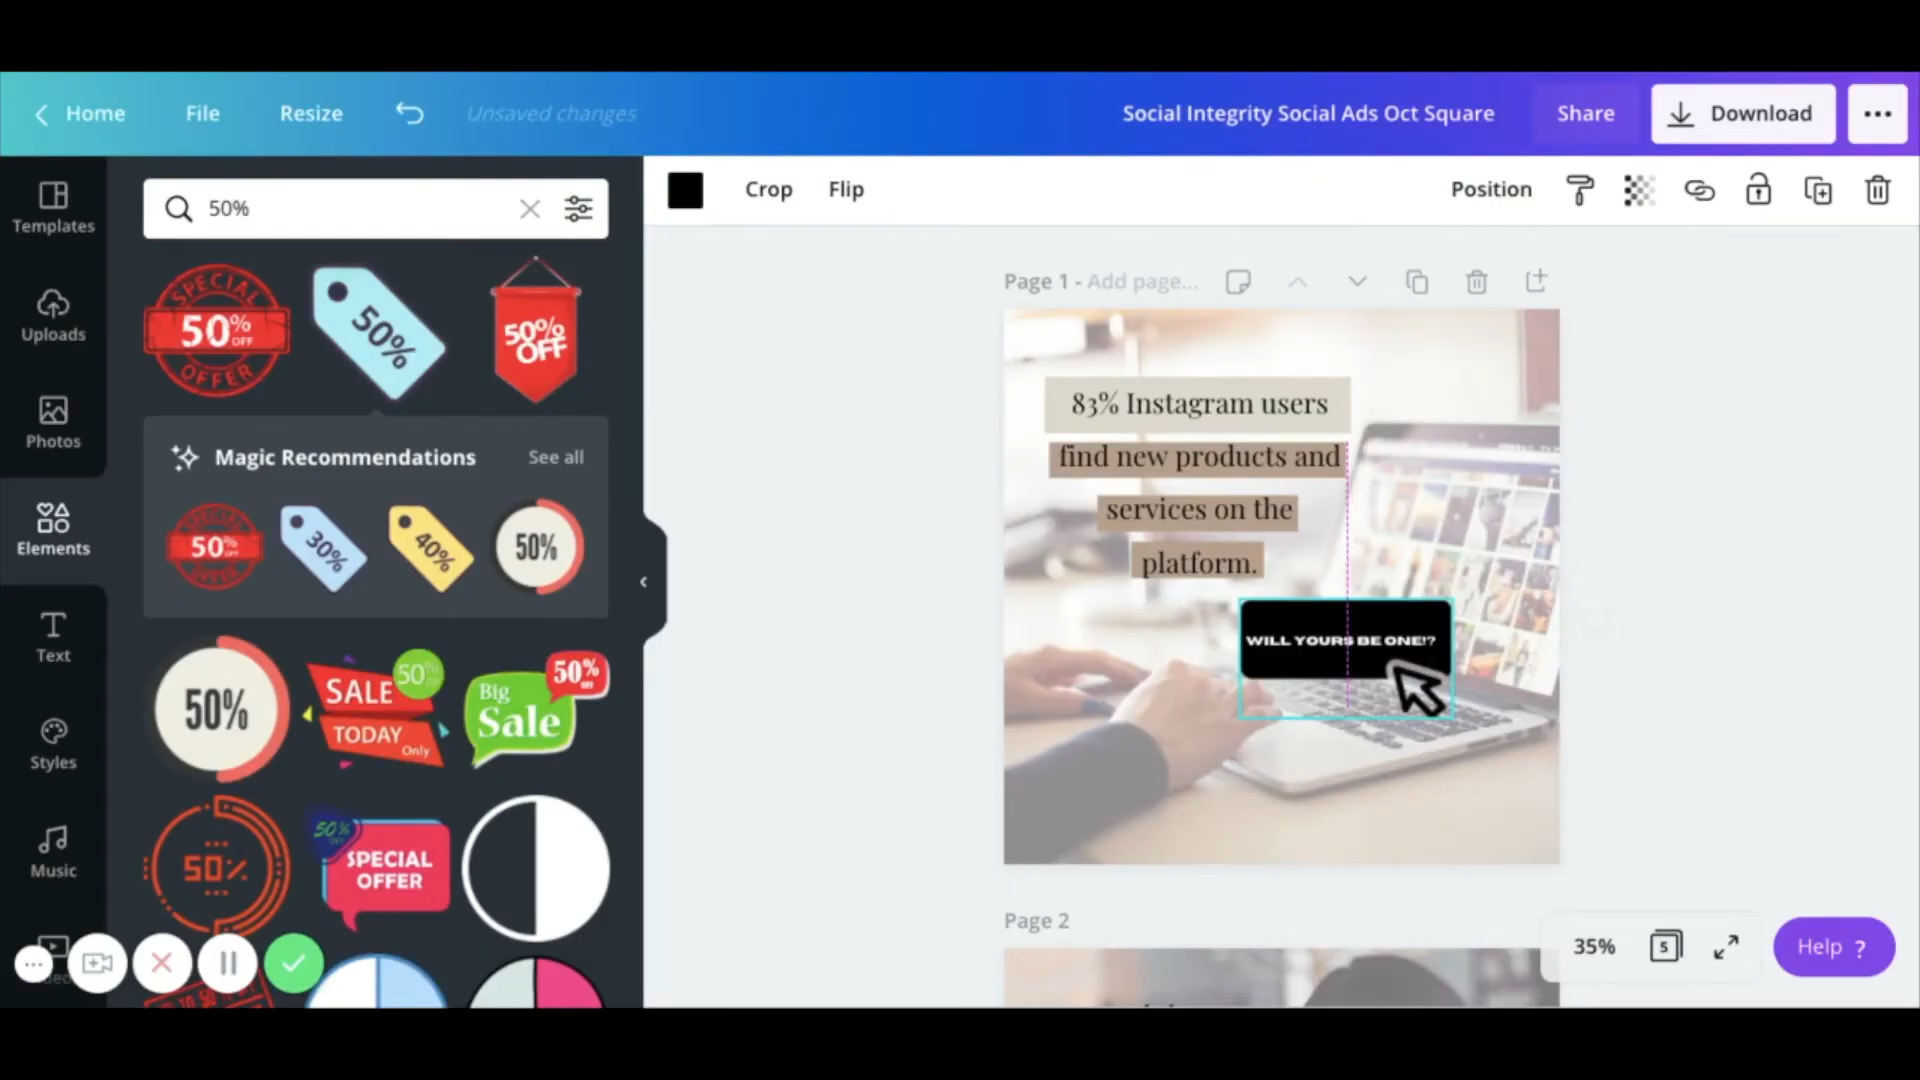 Home
File
Resize
Unsaved changes
Social Integrity Social Ads Oct Square
Share
Download
Templates
Uploads
Photos
Elements
Text
Styles
Music
50%
SPECIAL
50% OFF
OFFER
50%
50% OFF
Magic Recommendations
See all
SPECIAL
50% OFF
OFFER
30%
40%
50%
50%
SALE
50%
TODAY
Only
Big
Sale
50%
50%
50%
SPECIAL
OFFER
Crop
Flip
Position
Page 1 - Add page...
83% Instagram users
find new products and
services on the
platform.
WILL YOURS BE ONE!?
Page 2
35%
5
Help ?